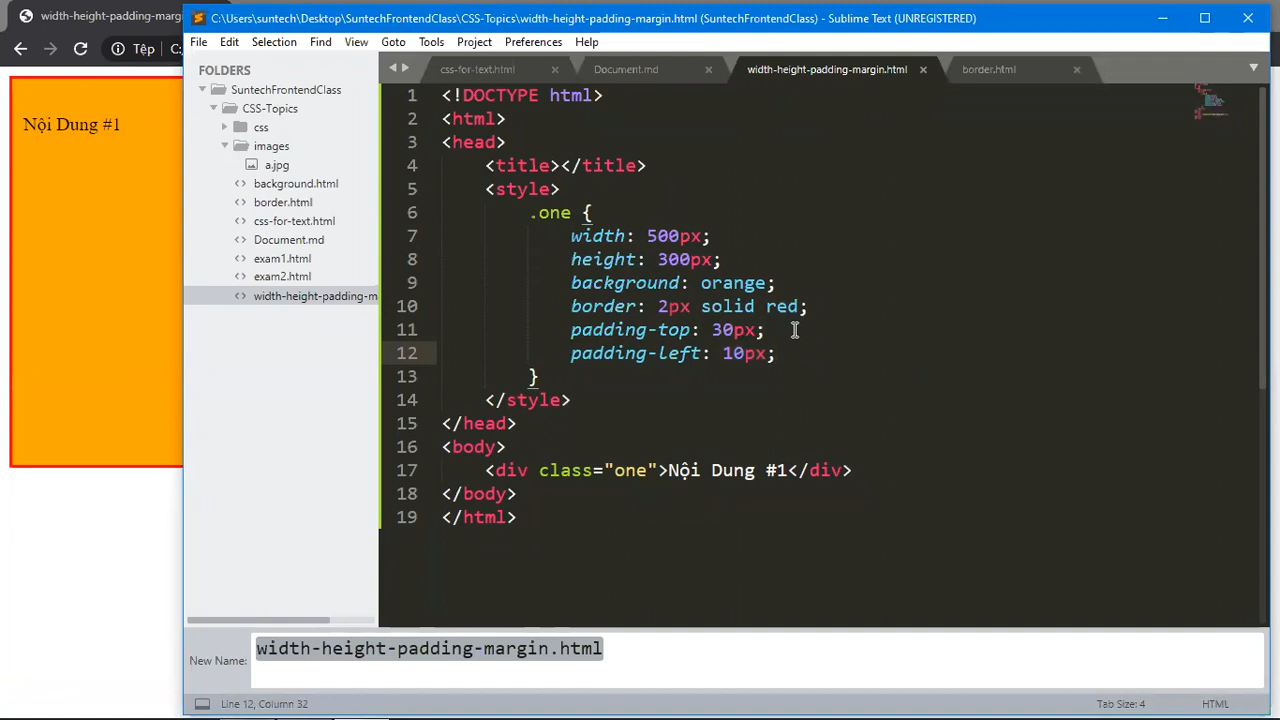 width-height-padding-margin
C:\Users\suntech\Desktop\SuntechFrontendClass\CSS-Topics\width-height-padding-margin.html (SuntechFrontendClass) - Sublime Text (UNREGISTERED)
Tệp
File Edit Selection Find View Goto Tools Project Preferences Help
Nội Dung #1
FOLDERS
SuntechFrontendClass
CSS-Topics
css
images
a.jpg
background.html
border.html
css-for-text.html
Document.md
exam1.html
exam2.html
width-height-padding-m
css-for-text.html Document.md width-height-padding-margin.html border.html
1 <!DOCTYPE html>
2 <html>
3 <head>
4 <title></title>
5 <style>
6 .one {
7 width: 500px;
8 height: 300px;
9 background: orange;
10 border: 2px solid red;
11 padding-top: 30px;
12 padding-left: 10px;
13 }
14 </style>
15 </head>
16 <body>
17 <div class="one">Nội Dung #1</div>
18 </body>
19 </html>
New Name: width-height-padding-margin.html
Line 12, Column 32 Tab Size: 4 HTML